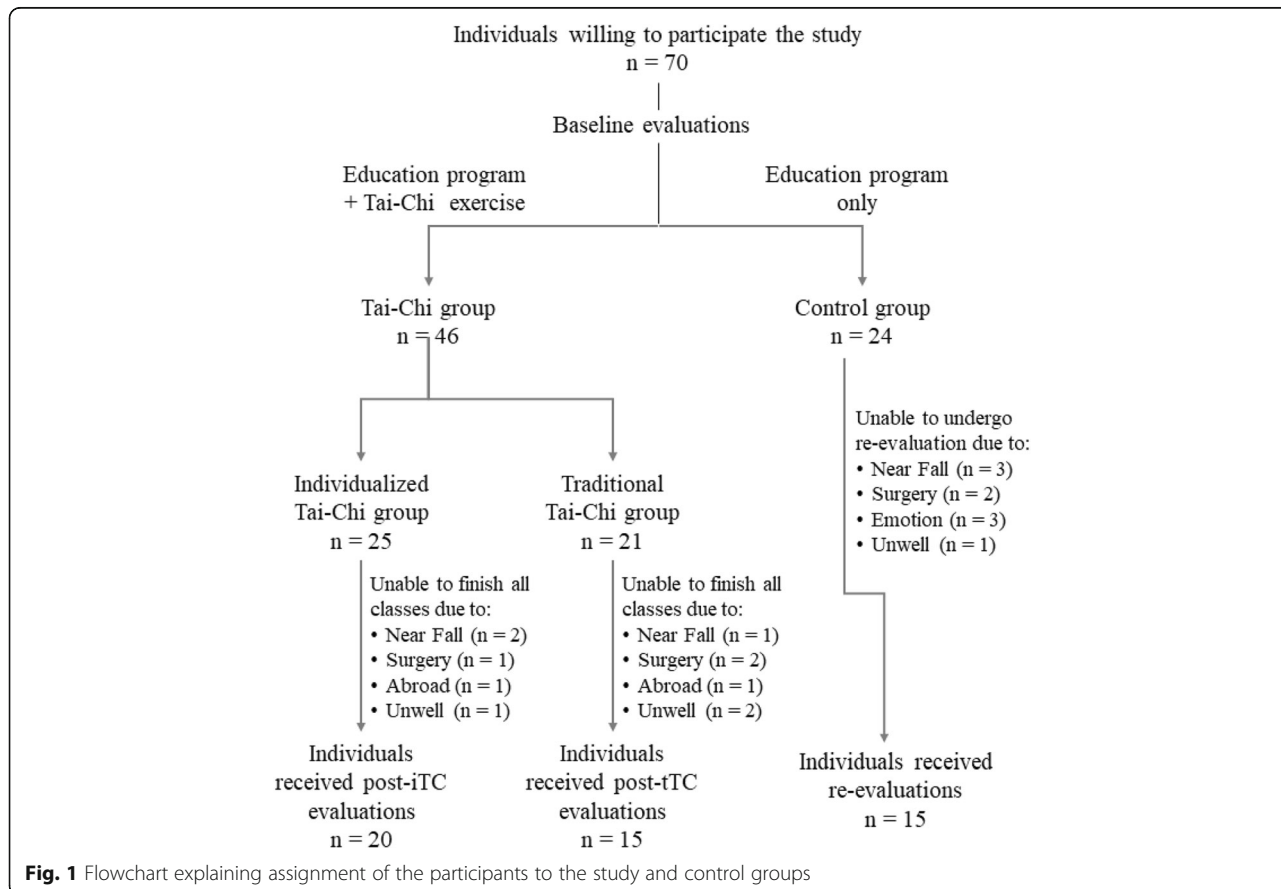 Individuals willing to participate the study
n = 70
Baseline evaluations
Education program
+ Tai-Chi exercise
Education program
only
Tai-Chi group
n = 46
Control group
n = 24
Individualized
Tai-Chi group
n = 25
Traditional
Tai-Chi group
n = 21
Unable to undergo
re-evaluation due to:
• Near Fall (n = 3)
• Surgery (n = 2)
• Emotion (n = 3)
• Unwell (n = 1)
Unable to finish all
classes due to:
• Near Fall (n = 2)
• Surgery (n = 1)
• Abroad (n = 1)
• Unwell (n = 1)
Unable to finish all
classes due to:
• Near Fall (n = 1)
• Surgery (n = 2)
• Abroad (n = 1)
• Unwell (n = 2)
Individuals
received post-iTC
evaluations
n = 20
Individuals
received post-tTC
evaluations
n = 15
Individuals received
re-evaluations
n = 15
Fig. 1 Flowchart explaining assignment of the participants to the study and control groups